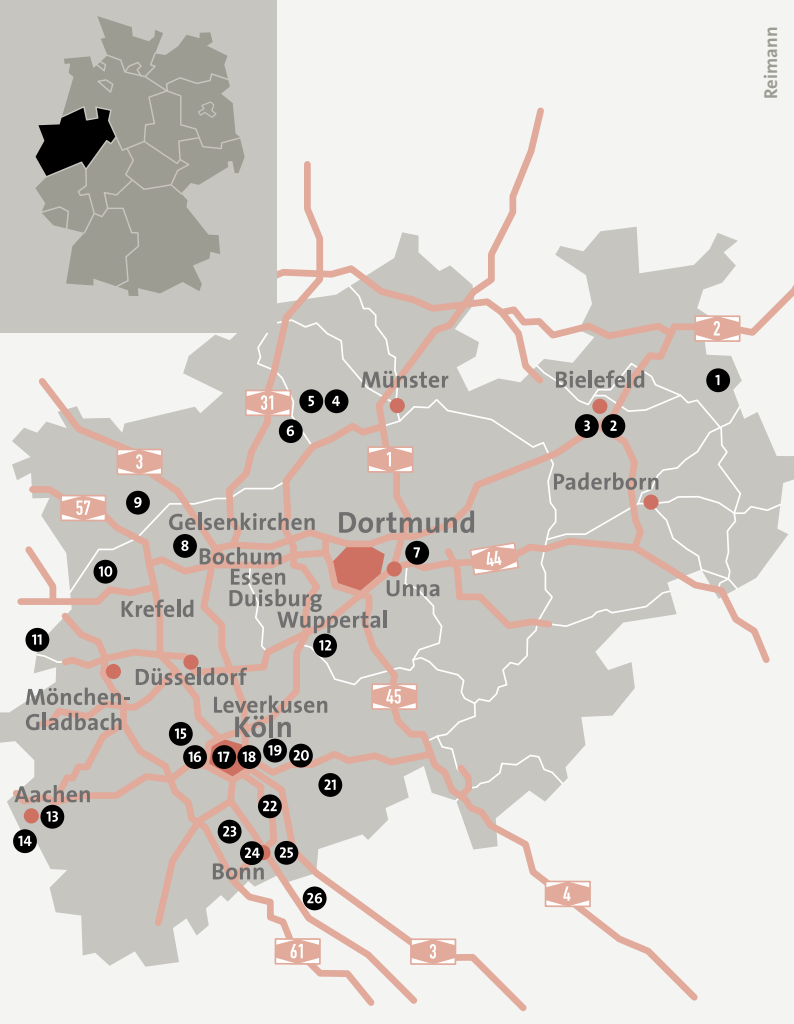 Reimann
2
1
Münster
Bielefeld
31
5
4
6
3
2
3
1
57
9
Paderborn
Gelsenkirchen
Dortmund
8
Bochum
7
44
10
Essen
Unna
Duisburg
Krefeld
Wuppertal
11
12
Düsseldorf
Mönchen-
Gladbach
45
Leverkusen
Köln
15
16
17
18
19
20
21
Aachen
13
22
14
23
24
25
Bonn
26
4
61
3